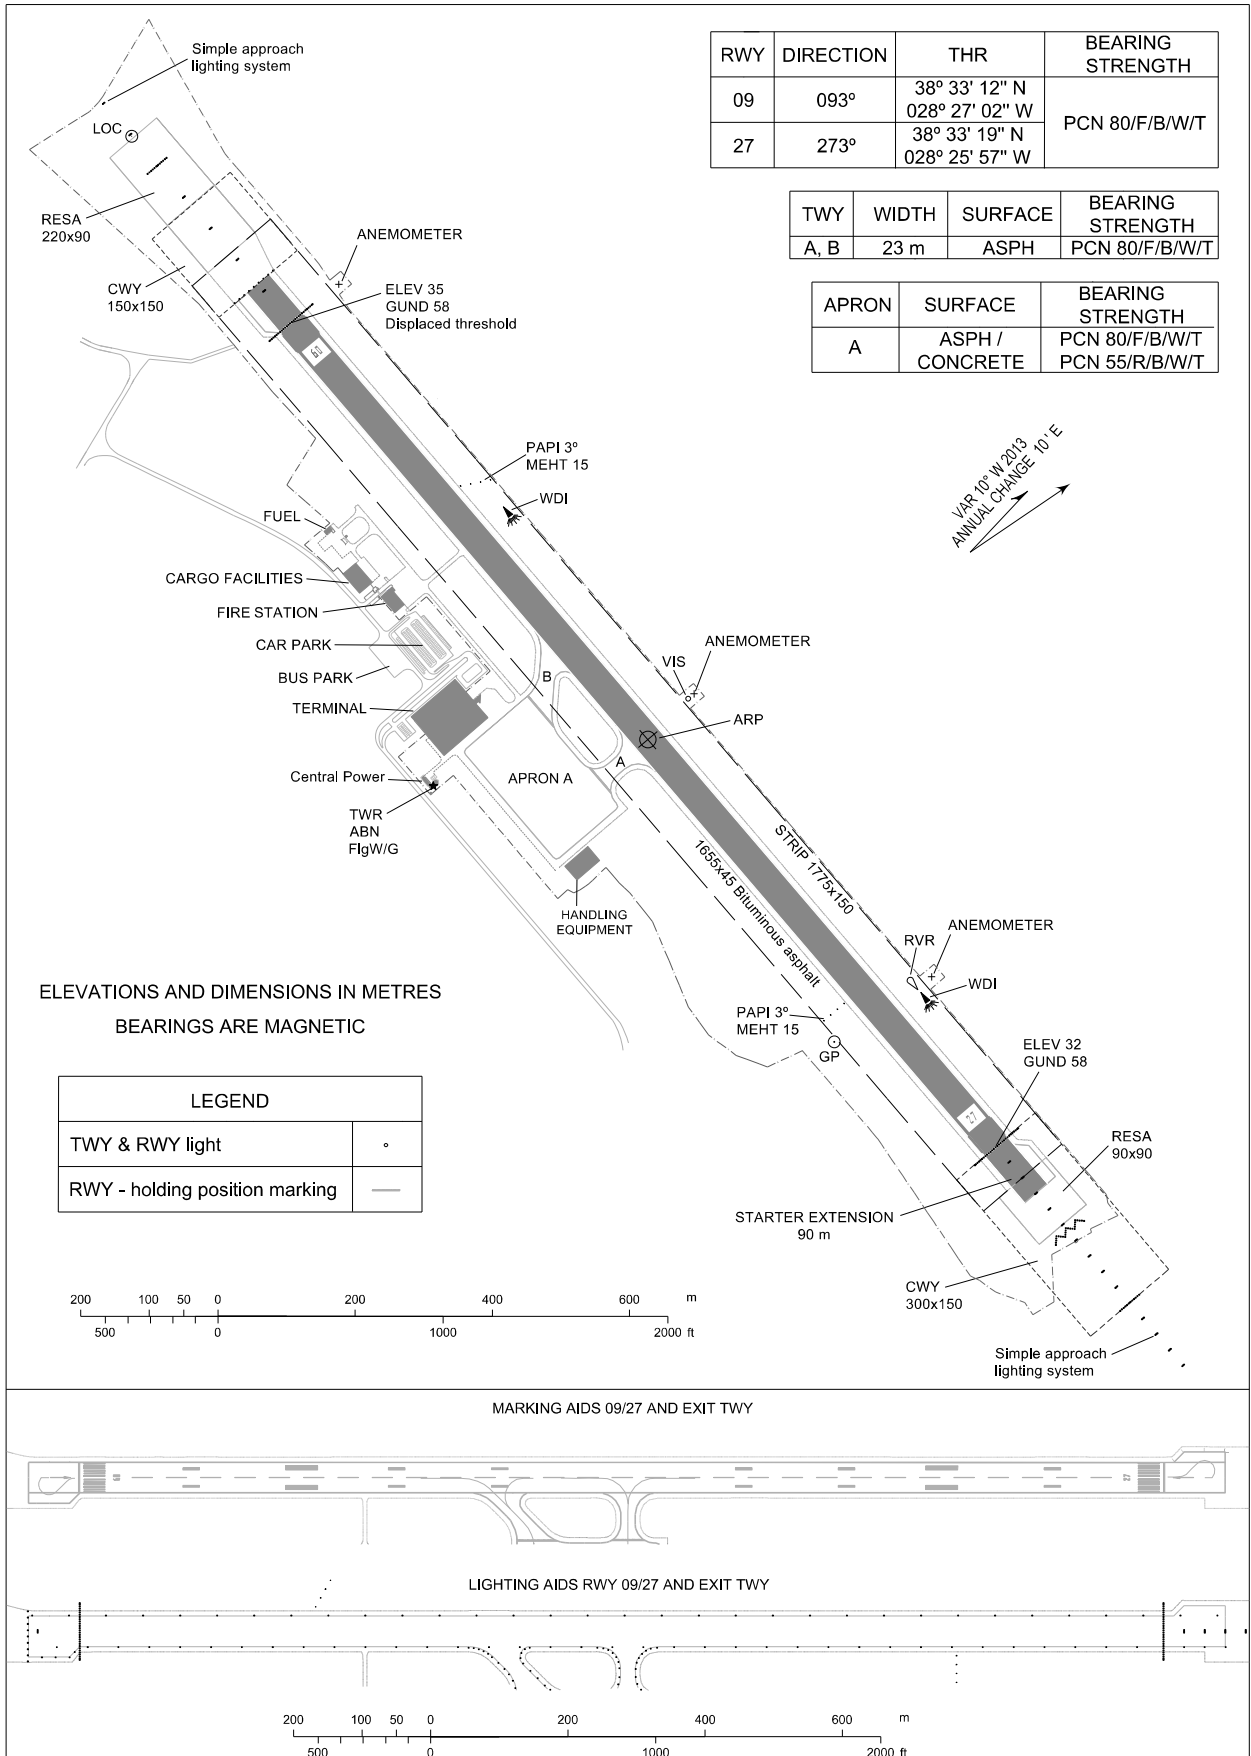 Simple approach
lighting system
LOC
RESA
220x90
CWY
150x150
ANEMOMETER
ELEV 35
GUND 58
Displaced threshold
09
RWY DIRECTION THR BEARING STRENGTH
09 093º 38º 33' 12" N
028º 27' 02" W
PCN 80/F/B/W/T
27 273º 38º 33' 19" N
028º 25' 57" W
TWY WIDTH SURFACE BEARING STRENGTH
A, B 23 m ASPH PCN 80/F/B/W/T
APRON SURFACE BEARING STRENGTH
A ASPH / CONCRETE PCN 80/F/B/W/T
PCN 55/R/B/W/T
VAR 10° W 2013
ANNUAL CHANGE 10' E
PAPI 3º
MEHT 15
WDI
FUEL
CARGO FACILITIES
FIRE STATION
CAR PARK
BUS PARK
TERMINAL
Central Power
TWR
ABN
FlgW/G
B
A
APRON A
HANDLING
EQUIPMENT
VIS
ANEMOMETER
ARP
STRIP 1775x150
1655x45 Bituminous asphalt
RVR
ANEMOMETER
WDI
PAPI 3º
MEHT 15
GP
ELEV 32
GUND 58
27
RESA
90x90
STARTER EXTENSION
90 m
CWY
300x150
Simple approach
lighting system
ELEVATIONS AND DIMENSIONS IN METRES
BEARINGS ARE MAGNETIC
LEGEND
TWY & RWY light
RWY - holding position marking
200 100 50 0 200 400 600 m
500 0 1000 2000 ft
MARKING AIDS 09/27 AND EXIT TWY
09
27
LIGHTING AIDS RWY 09/27 AND EXIT TWY
200 100 50 0 200 400 600 m
500 0 1000 2000 ft